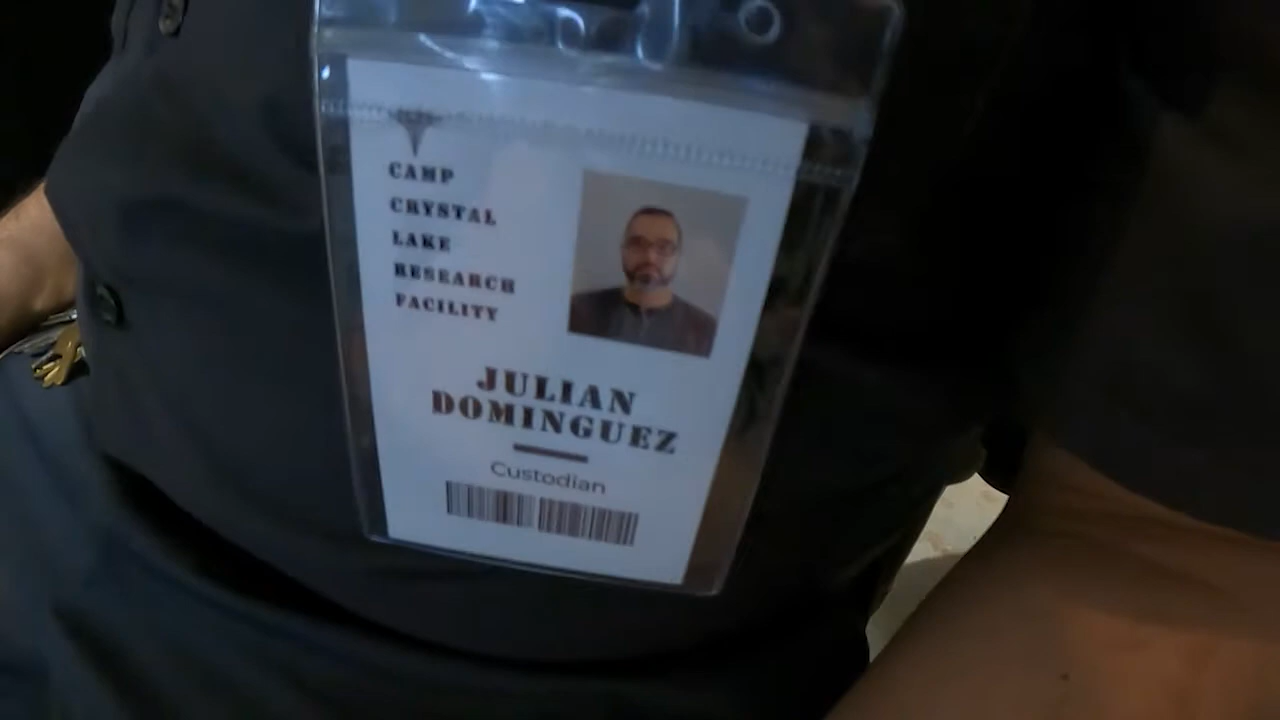 CAMP
CRYSTAL
LAKE
RESEARCH
FACILITY
JULIAN
DOMINGUEZ
Custodian